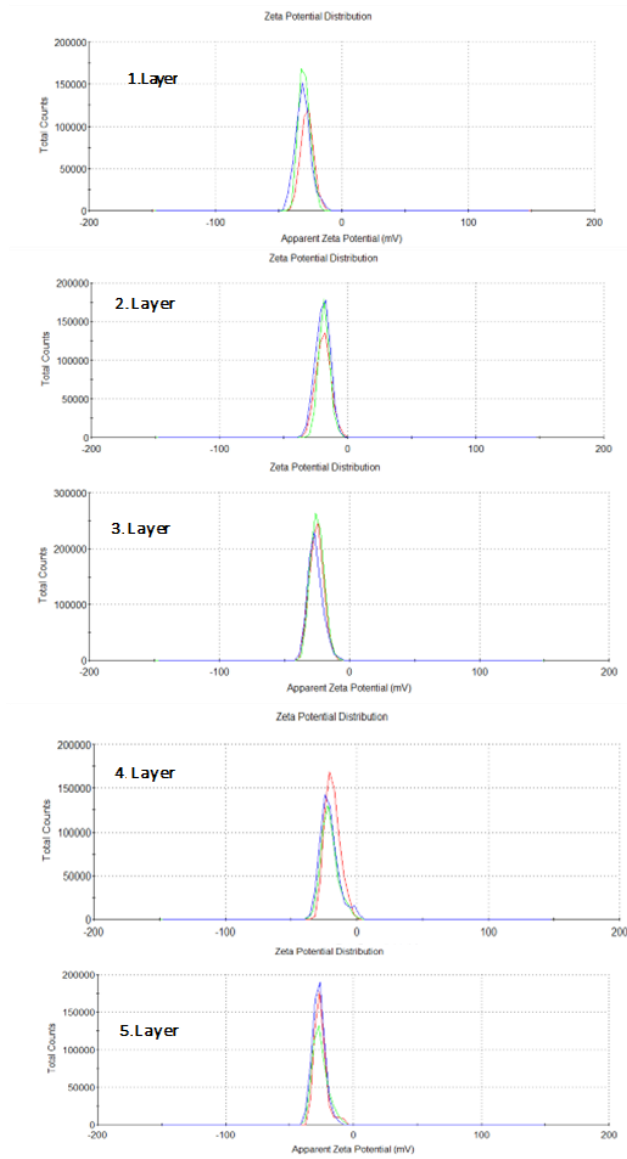 Zeta Potential Distribution
200000
1.Layer
150000
100000
50000
0
Total Counts
-200 -100 0 100 200
Apparent Zeta Potential (mV)
Zeta Potential Distribution
200000
2. Layer
150000
100000
50000
0
Total Counts
-200 -100 0 100 200
Zeta Potential Distribution
300000
3. Layer
200000
100000
0
Total Counts
-200 -100 0 100 200
Apparent Zeta Potential (mV)
Zeta Potential Distribution
200000
4. Layer
150000
100000
50000
0
Total Counts
-200 -100 0 100 200
Zeta Potential Distribution
200000
5. Layer
150000
100000
50000
0
Total Counts
-200 -100 0 100 200
Apparent Zeta Potential (mV)